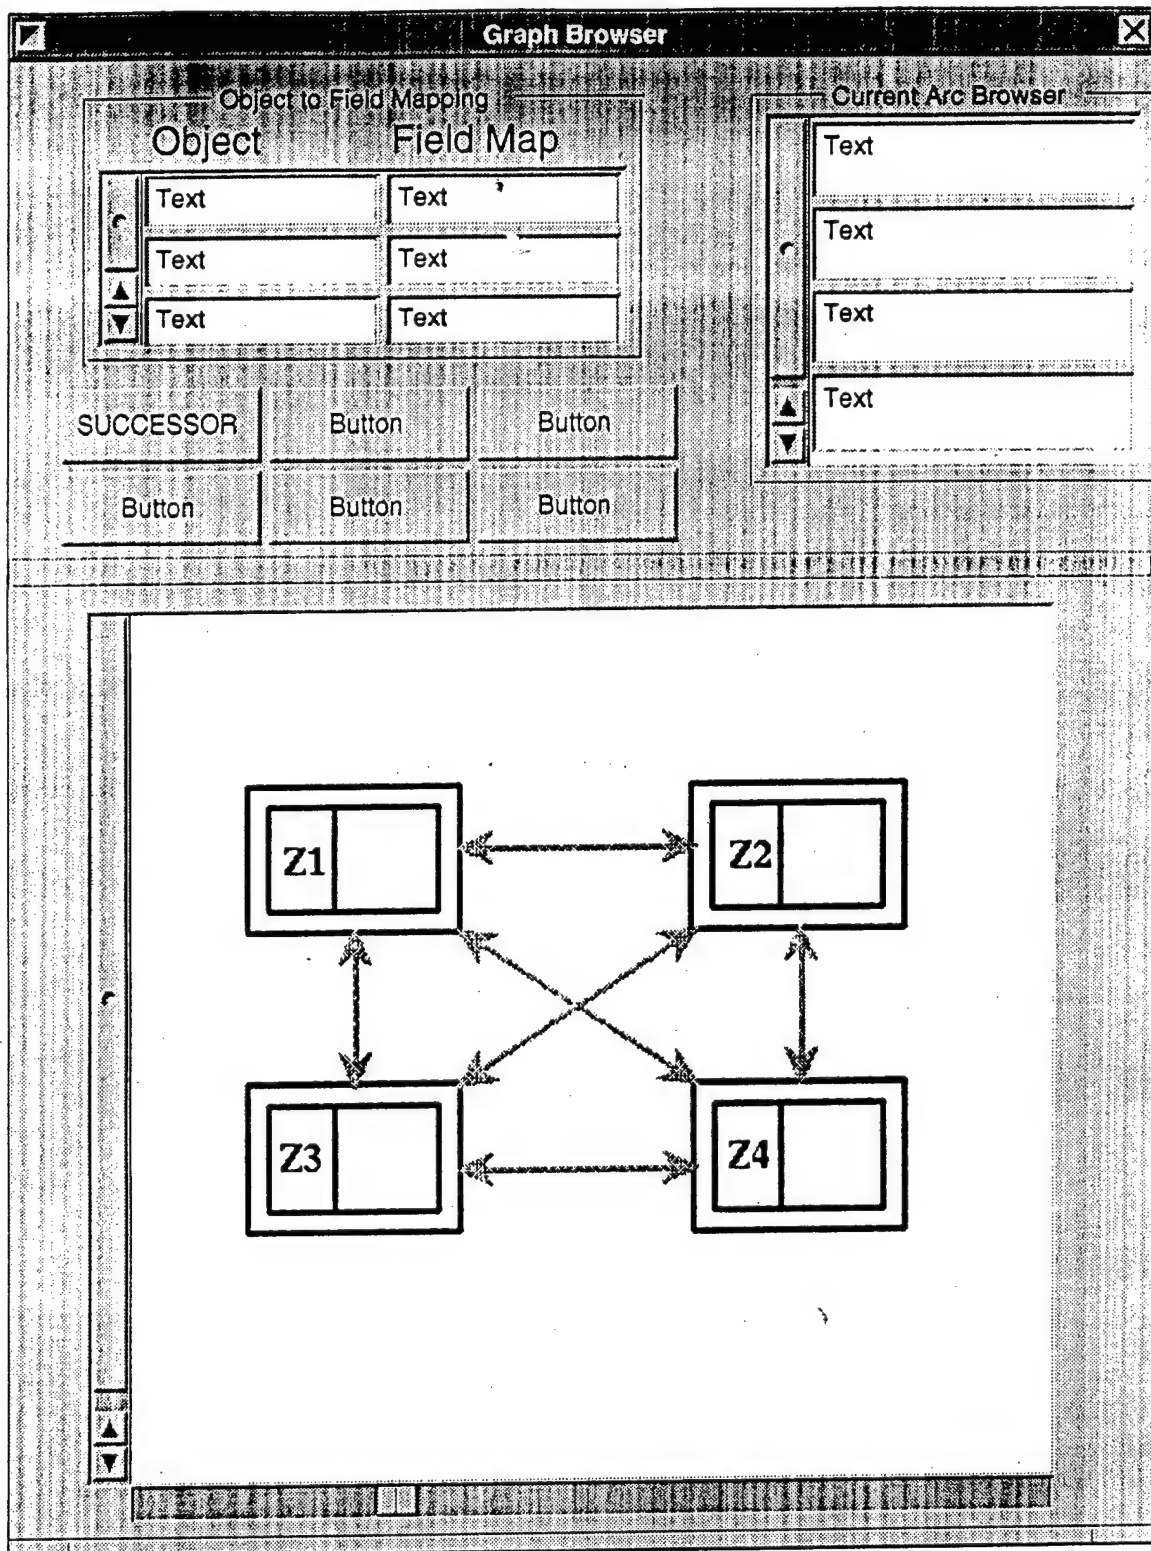 Graph Browser
Object to Field Mapping
Object Field Map
Text Text
Text Text
Text Text
Current Arc Browser
Text
Text
Text
Text
SUCCESSOR Button Button
Button Button Button
Z1 Z2
Z3 Z4